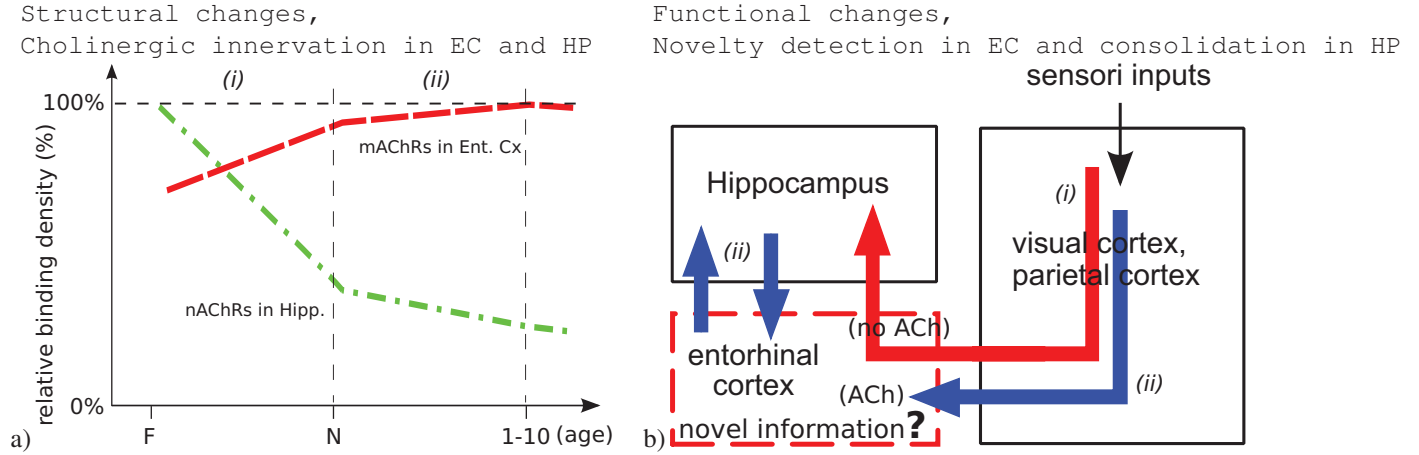 Structural changes,
Cholinergic innervation in EC and HP
(i)
(ii)
100%
mAChRs in Ent. Cx
relative binding density (%)
nAChRs in Hipp.
0%
F
N
1-10 (age)
a)
Functional changes,
Novelty detection in EC and consolidation in HP
sensori inputs
Hippocampus
(i)
(ii)
visual cortex,
parietal cortex
(no ACh)
entorhinal
cortex
(ACh)
(ii)
novel information?
b)